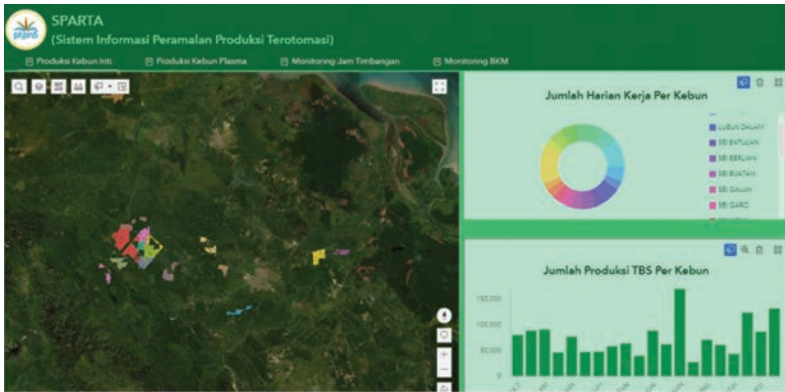 ptpn5
SPARTA
(Sistem Informasi Peramalan Produksi Terotomasi)
Produksi Kebun Inti
Produksi Kebun Plasma
Monitoring Jam Timbangan
Monitoring BKM
Jumlah Harian Kerja Per Kebun
LUBUK DALAM
SEI BATULAN
SEI BERLIAN
SEI BUATAN
SEI GALUH
SEI GARO
Jumlah Produksi TBS Per Kebun
150,000
100,000
50,000